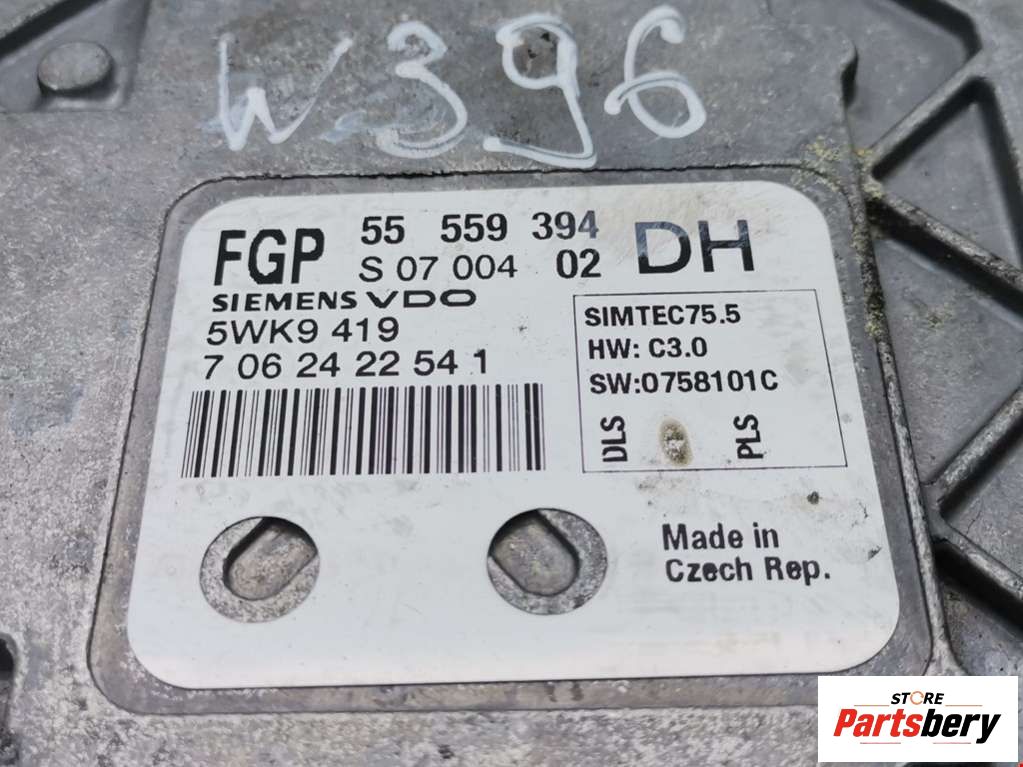 W396
FGP 55 559 394 DH
S 07 004 02
SIEMENS VDO
5WK9 419
7 06 24 22 54 1
SIMTEC75.5
HW: C3.0
SW:0758101C
DLS PLS
Made in
Czech Rep.
STORE
Partsbery